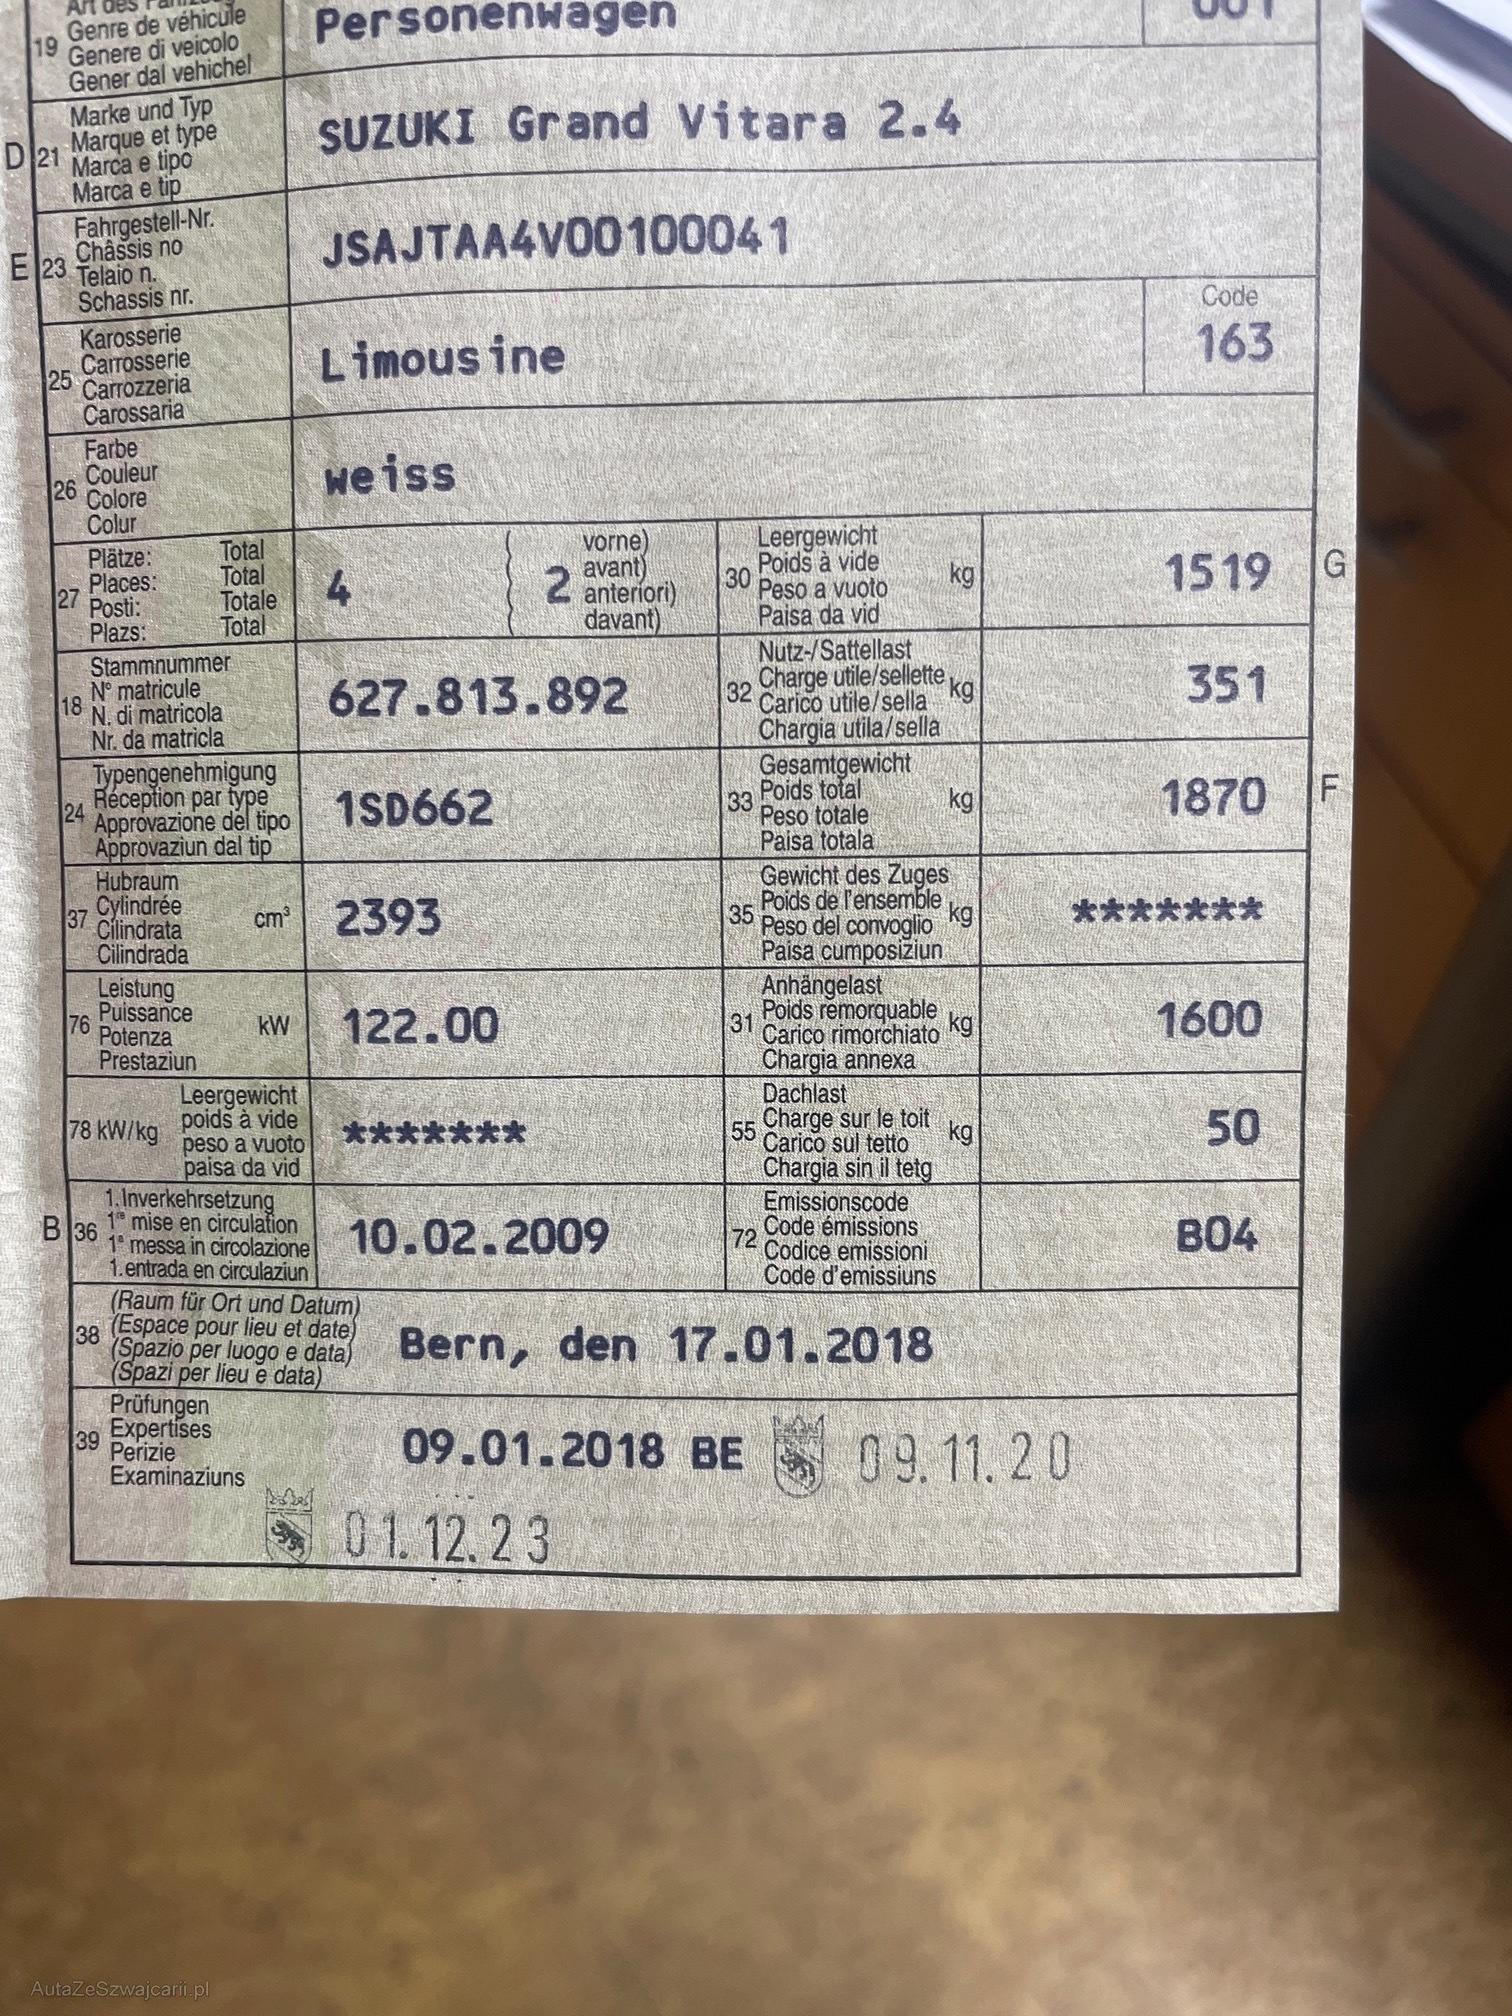 Art des Fahrzeugs
19 Genre de véhicule
Genere di veicolo
Gener dal vehichel
Personenwagen
001
D 21 Marke und Typ
Marque et type
Marca e tipo
Marca e tip
SUZUKI Grand Vitara 2.4
E 23 Fahrgestell-Nr.
Châssis no
Telaio n.
Schassis nr.
JSAJTAA4V00100041
25 Karosserie
Carrosserie
Carrozzeria
Carossaria
Limousine
Code
163
26 Farbe
Couleur
Colore
Colur
weiss
27 Plätze: Total
Places: Total
Posti: Totale
Plazs: Total
4 ( 2 vorne)
avant)
anteriori)
davant)
30 Leergewicht
Poids à vide
Peso a vuoto
Paisa da vid
kg
1519 G
18 Stammnummer
N° matricule
N. di matricola
Nr. da matricla
627.813.892
32 Nutz-/Sattellast
Charge utile/sellette
Carico utile/sella
Chargia utila/sella
kg
351
24 Typengenehmigung
Réception par type
Approvazione del tipo
Approvaziun dal tip
1SD662
33 Gesamtgewicht
Poids total
Peso totale
Paisa totala
kg
1870 F
37 Hubraum
Cylindrée
Cilindrata
Cilindrada
cm³
2393
35 Gewicht des Zuges
Poids de l'ensemble
Peso del convoglio
Paisa cumposiziun
kg
*******
76 Leistung
Puissance
Potenza
Prestaziun
kW
122.00
31 Anhängelast
Poids remorquable
Carico rimorchiato
Chargia annexa
kg
1600
78 kW/kg Leergewicht
poids à vide
peso a vuoto
paisa da vid
*******
55 Dachlast
Charge sur le toit
Carico sul tetto
Chargia sin il tetg
kg
50
B 36 1.Inverkehrsetzung
1re mise en circulation
1a messa in circolazione
1.entrada en circulaziun
10.02.2009
72 Emissionscode
Code émissions
Codice emissioni
Code d'emissiuns
B04
38 (Raum für Ort und Datum)
(Espace pour lieu et date)
(Spazio per luogo e data)
(Spazi per lieu e data)
Bern, den 17.01.2018
39 Prüfungen
Expertises
Perizie
Examinaziuns
09.01.2018 BE 09.11.20
01.12.23
AutaZeSzwajcarii.pl